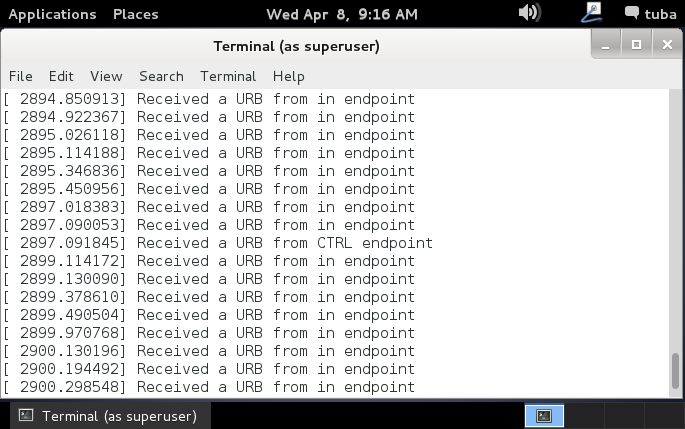 Applications Places Wed Apr 8, 9:16 AM tuba
Terminal (as superuser)
File Edit View Search Terminal Help
[ 2894.850913] Received a URB from in endpoint
[ 2894.922367] Received a URB from in endpoint
[ 2895.026118] Received a URB from in endpoint
[ 2895.114188] Received a URB from in endpoint
[ 2895.346836] Received a URB from in endpoint
[ 2895.450956] Received a URB from in endpoint
[ 2897.018383] Received a URB from in endpoint
[ 2897.090053] Received a URB from in endpoint
[ 2897.091845] Received a URB from CTRL endpoint
[ 2899.114172] Received a URB from in endpoint
[ 2899.130090] Received a URB from in endpoint
[ 2899.378610] Received a URB from in endpoint
[ 2899.490504] Received a URB from in endpoint
[ 2899.970768] Received a URB from in endpoint
[ 2900.130196] Received a URB from in endpoint
[ 2900.194492] Received a URB from in endpoint
[ 2900.298548] Received a URB from in endpoint
Terminal (as superuser)